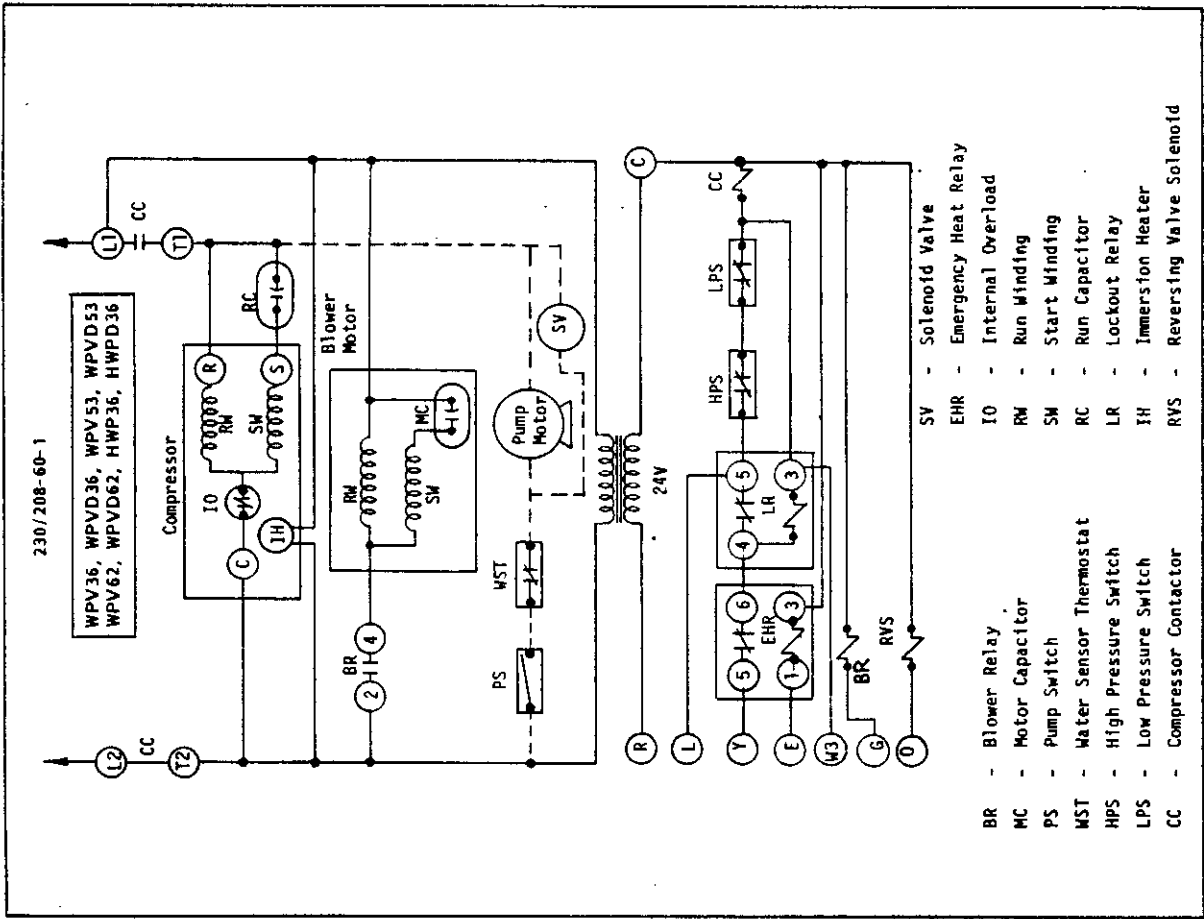 230/208-60-1
WPV36, WPVD36, WPV53, WPVD53
WPV62, WPVD62, HWP36, HWPD36
L2
CC
T2
L1
CC
T1
Compressor
C
IO
RW
SW
R
S
RC
IH
Blower
Motor
BR
2
4
RW
SW
MC
PS
WST
Pump
Motor
SV
24V
R
C
L
Y
5
6
4
5
HPS
LPS
CC
E
1
EHR
3
LR
3
W3
G
BR
O
RVS
BR - Blower Relay
MC - Motor Capacitor
PS - Pump Switch
WST - Water Sensor Thermostat
HPS - High Pressure Switch
LPS - Low Pressure Switch
CC - Compressor Contactor
SV - Solenoid Valve
EHR - Emergency Heat Relay
IO - Internal Overload
RW - Run Winding
SW - Start Winding
RC - Run Capacitor
LR - Lockout Relay
IH - Immersion Heater
RVS - Reversing Valve Solenoid